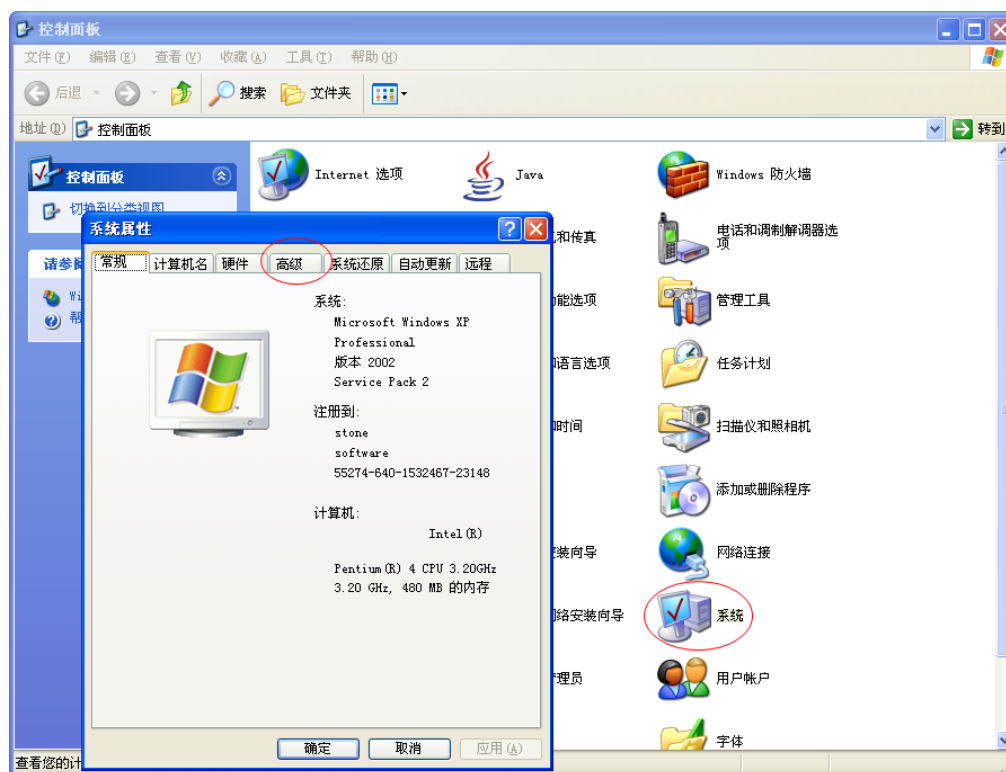 控制面板
文件(F) 编辑(E) 查看(V) 收藏(A) 工具(T) 帮助(H)
后退 搜索 文件夹
地址(D) 控制面板 转到
控制面板
切换到分类视图
Internet 选项
Java
Windows 防火墙
和传真
电话和调制解调器选
项
能选项
管理工具
语言选项
任务计划
时间
扫描仪和照相机
添加或删除程序
装向导
网络连接
络安装向导
系统
理员
用户帐户
字体
系统属性
常规 计算机名 硬件 高级 系统还原 自动更新 远程
系统:
Microsoft Windows XP
Professional
版本 2002
Service Pack 2
注册到:
stone
software
55274-640-1532467-23148
计算机:
Intel(R)
Pentium(R) 4 CPU 3.20GHz
3.20 GHz, 480 MB 的内存
确定 取消 应用(A)
请参
Wi
帮
查看您的计